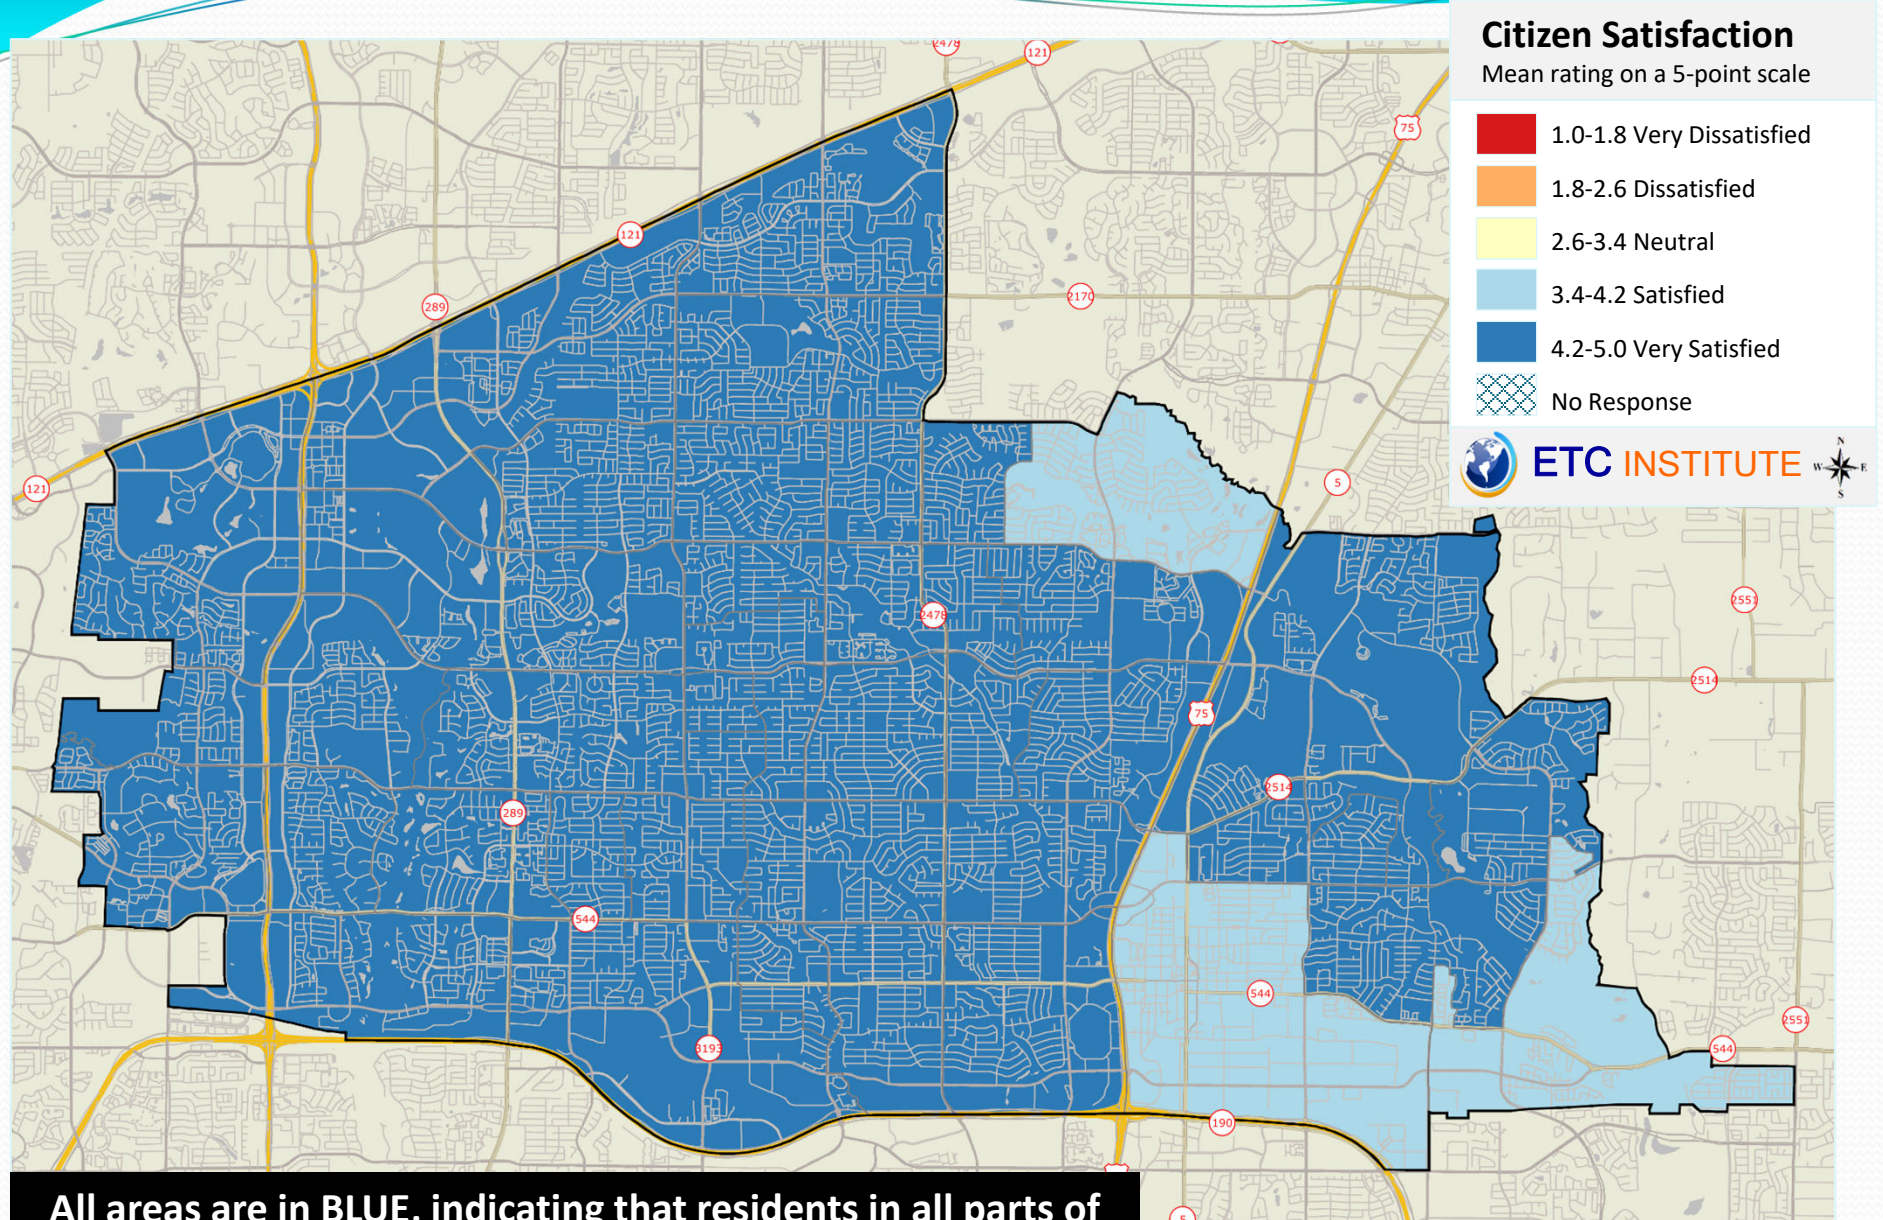 Citizen Satisfaction
Mean rating on a 5-point scale
1.0-1.8 Very Dissatisfied
1.8-2.6 Dissatisfied
2.6-3.4 Neutral
3.4-4.2 Satisfied
4.2-5.0 Very Satisfied
No Response
ETC INSTITUTE
N
W E
S
2478
121
75
121
289
2170
121
5
2551
2478
2514
75
2514
289
544
544
2551
3193
544
190
5
All areas are in BLUE, indicating that residents in all parts of